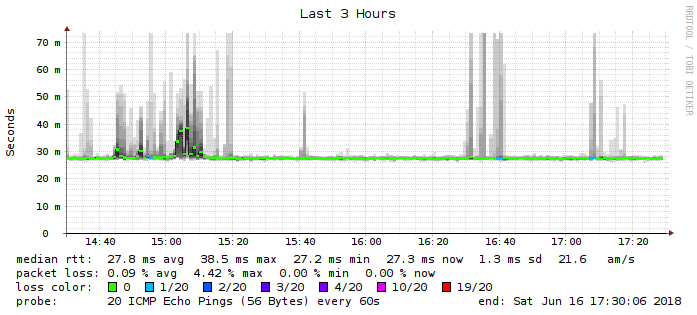 Last 3 Hours
RRDTOOL / TOBI OETIKER
Seconds
70 m
60 m
50 m
40 m
30 m
20 m
10 m
0
14:40 15:00 15:20 15:40 16:00 16:20 16:40 17:00 17:20
median rtt: 27.8 ms avg 38.5 ms max 27.2 ms min 27.3 ms now 1.3 ms sd 21.6 am/s
packet loss: 0.09 % avg 4.42 % max 0.00 % min 0.00 % now
loss color: 0 1/20 2/20 3/20 4/20 10/20 19/20
probe: 20 ICMP Echo Pings (56 Bytes) every 60s end: Sat Jun 16 17:30:06 2018